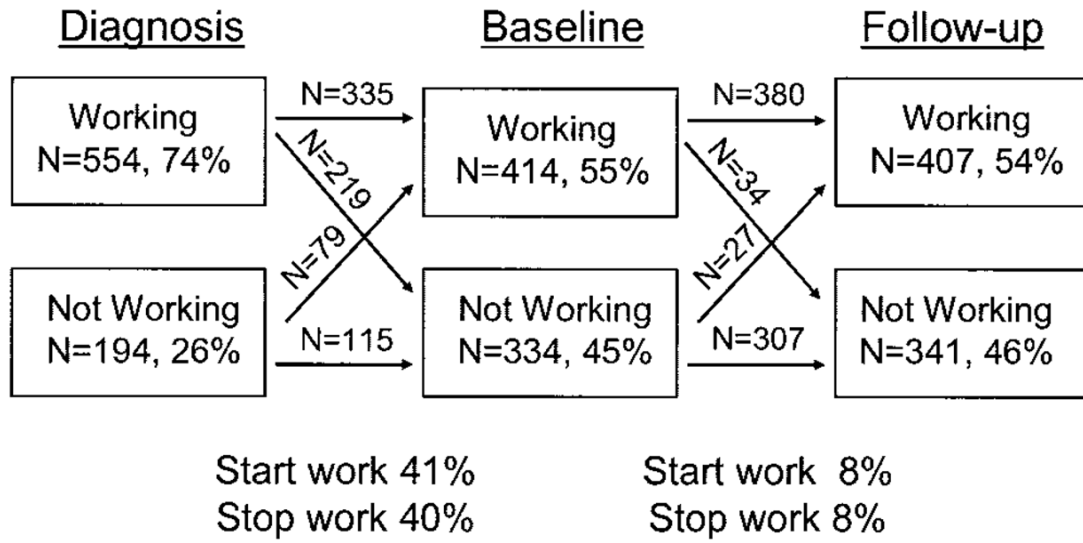 Diagnosis
Baseline
Follow-up
Working
N=554, 74%
N=335
N=219
N=79
Not Working
N=194, 26%
N=115
Working
N=414, 55%
Not Working
N=334, 45%
N=380
N=34
N=27
N=307
Working
N=407, 54%
Not Working
N=341, 46%
Start work 41%
Stop work 40%
Start work 8%
Stop work 8%